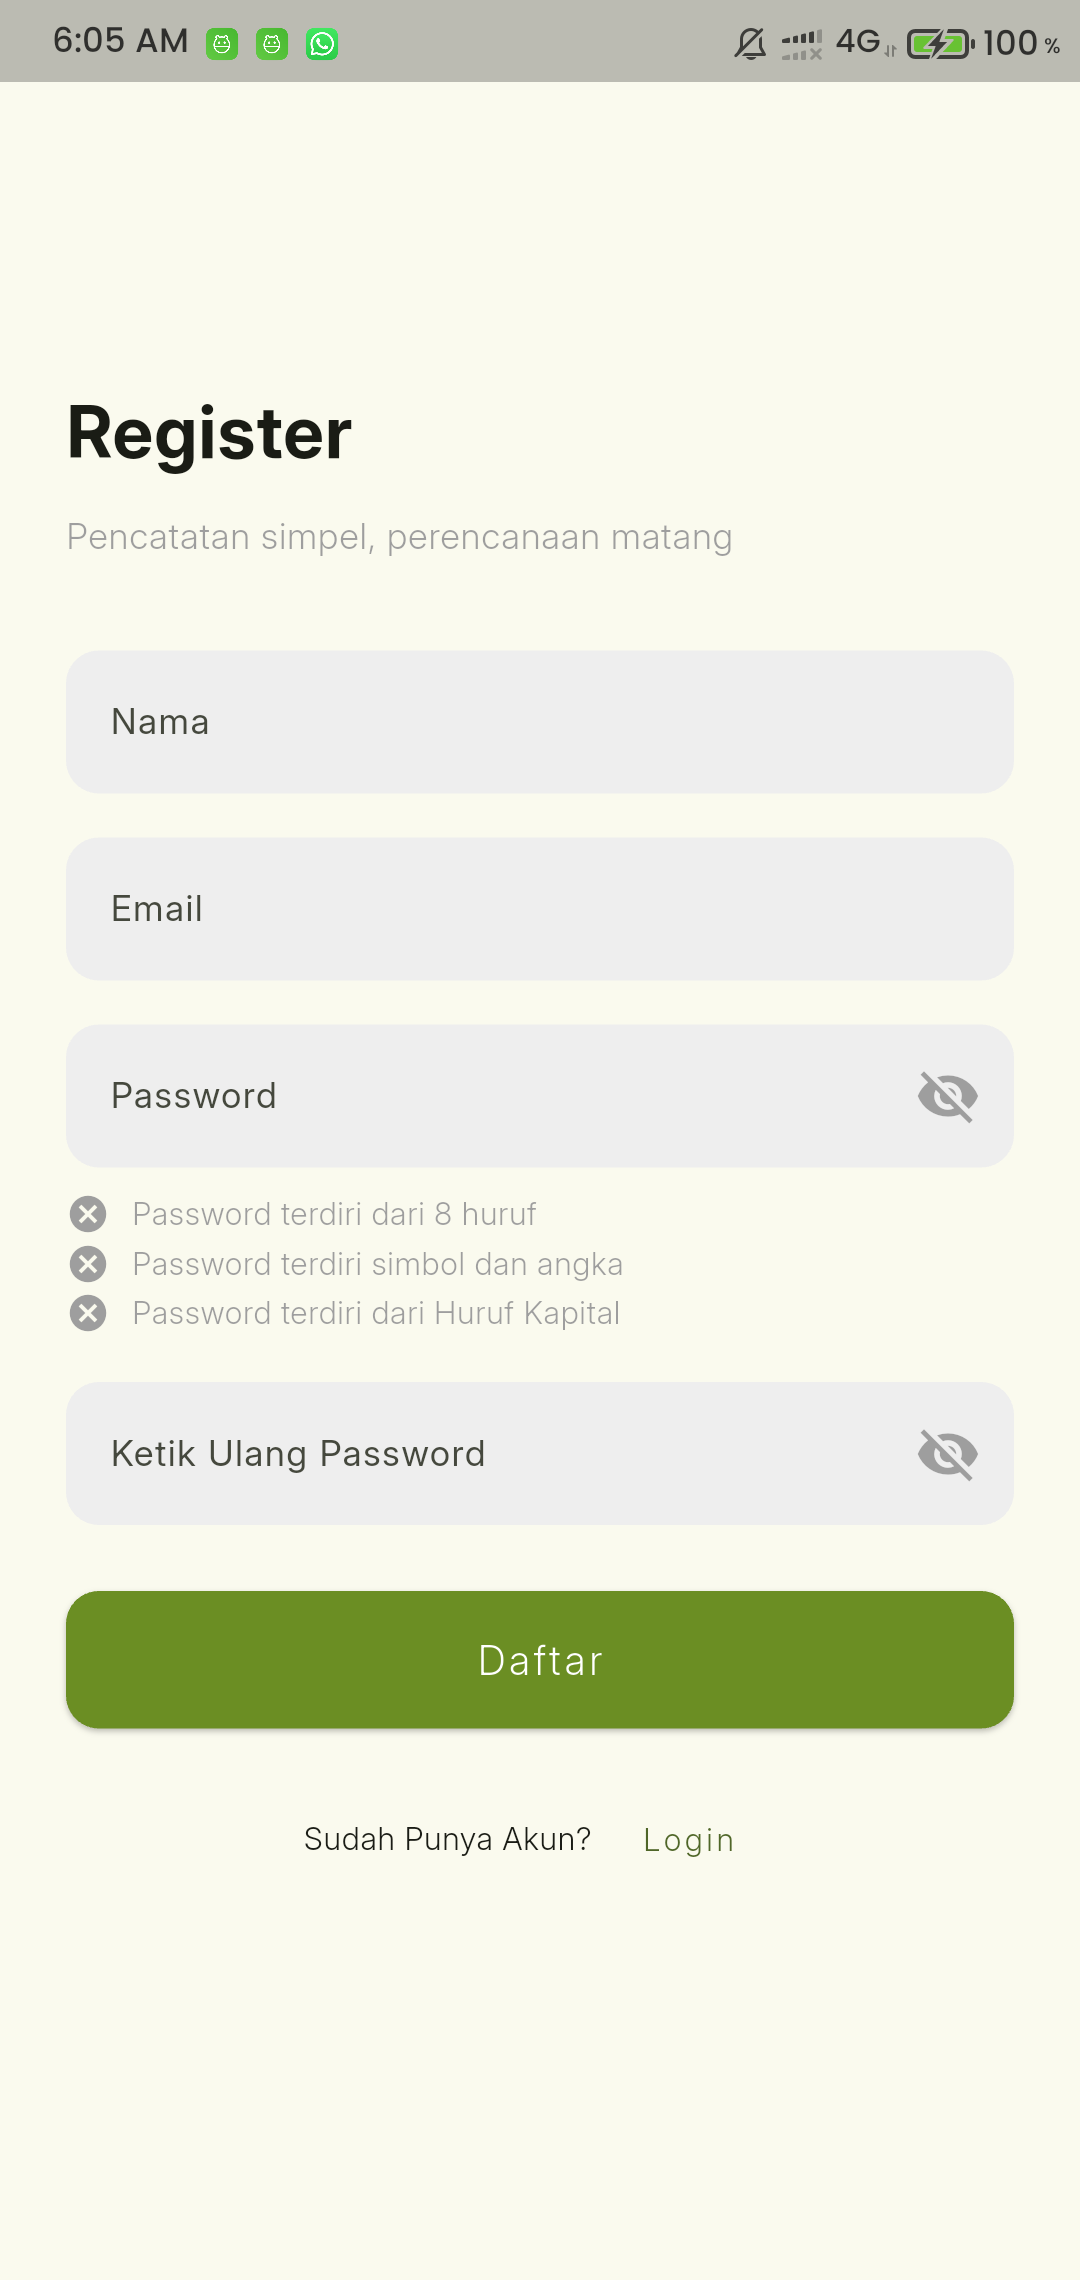 6:05 AM 4G 100 %
Register
Pencatatan simpel, perencanaan matang
Nama
Email
Password
Password terdiri dari 8 huruf
Password terdiri simbol dan angka
Password terdiri dari Huruf Kapital
Ketik Ulang Password
Daftar
Sudah Punya Akun? Login